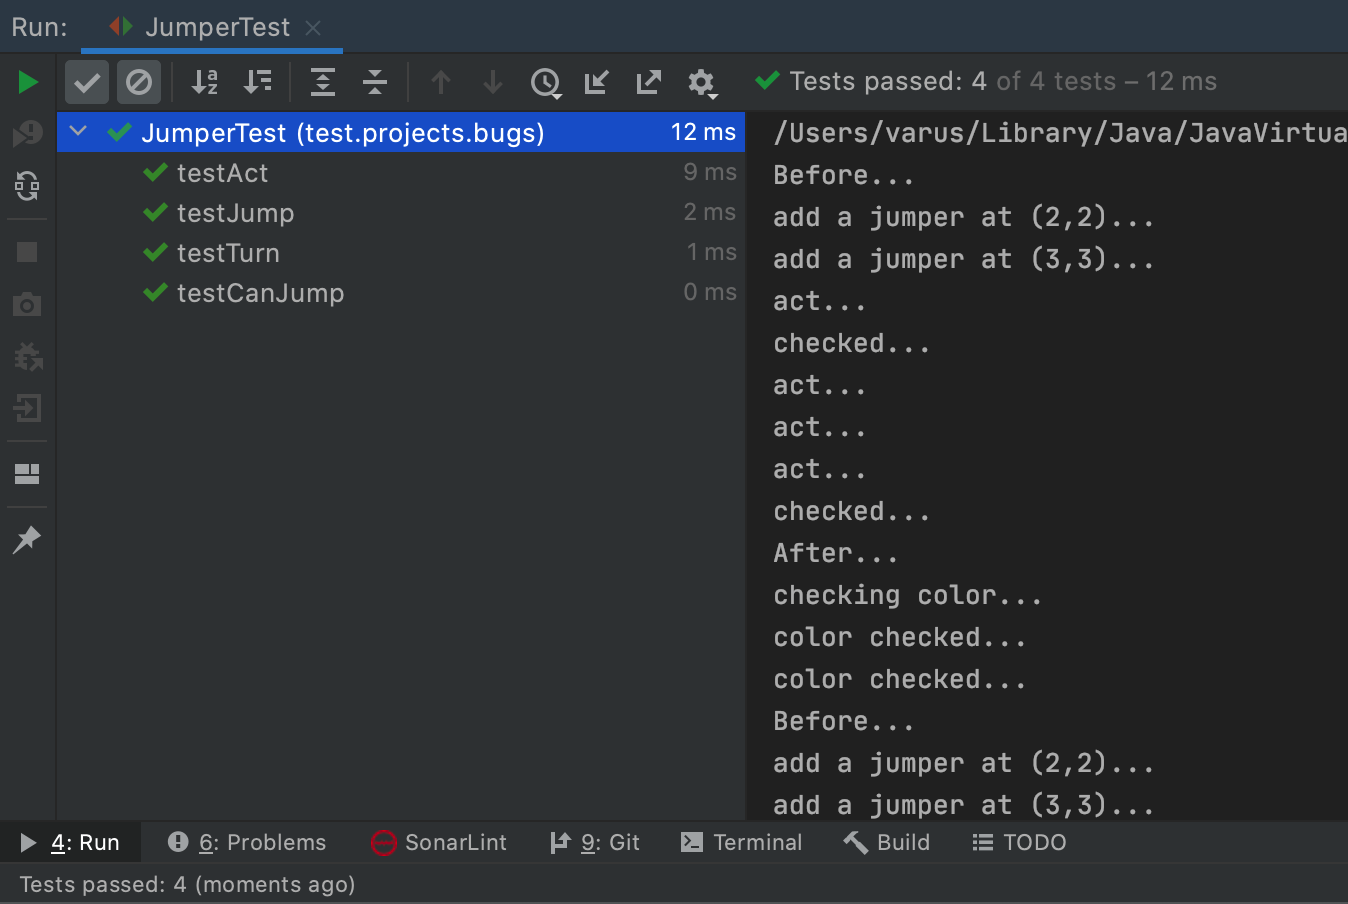 Run: JumperTest
Tests passed: 4 of 4 tests – 12 ms
JumperTest (test.projects.bugs) 12 ms
testAct 9 ms
testJump 2 ms
testTurn 1 ms
testCanJump 0 ms
/Users/varus/Library/Java/JavaVirtua
Before...
add a jumper at (2,2)...
add a jumper at (3,3)...
act...
checked...
act...
act...
act...
checked...
After...
checking color...
color checked...
color checked...
Before...
add a jumper at (2,2)...
add a jumper at (3,3)...
4: Run 6: Problems SonarLint 9: Git Terminal Build TODO
Tests passed: 4 (moments ago)